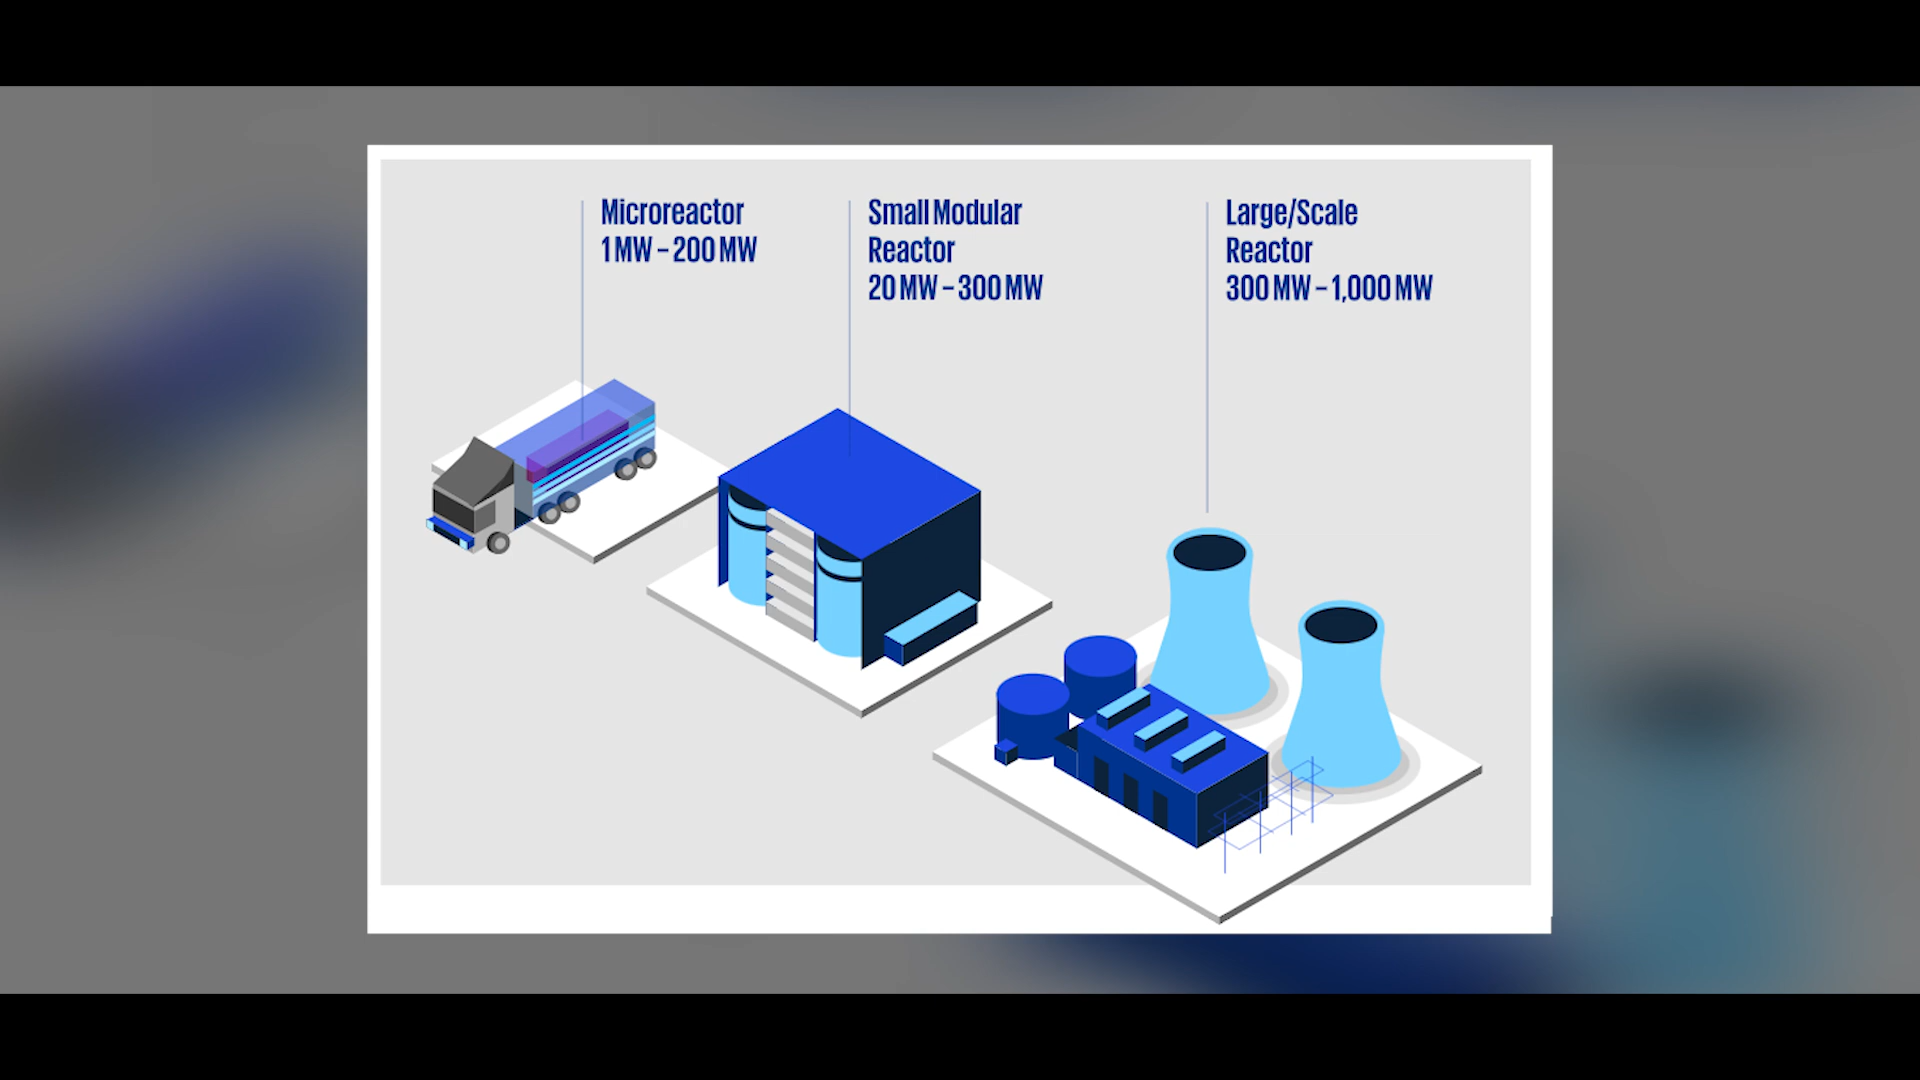 Microreactor
1 MW – 200 MW
Small Modular
Reactor
20 MW – 300 MW
Large/Scale
Reactor
300 MW – 1,000 MW